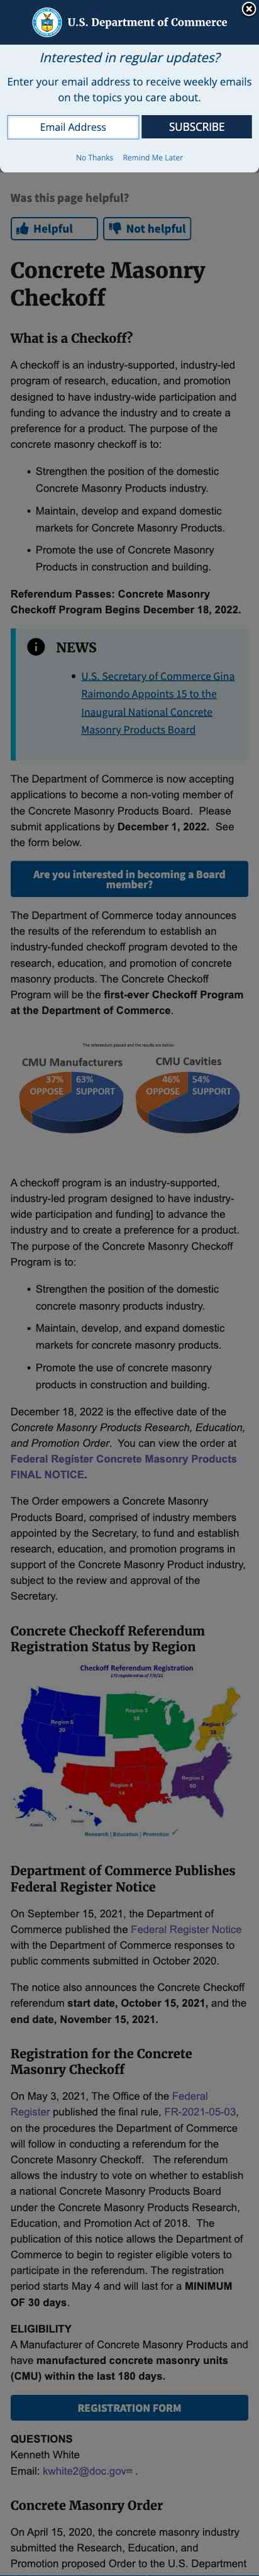 U.S. Department of Commerce
Interested in regular updates?
Enter your email address to receive weekly emails
on the topics you care about.
Email Address
SUBSCRIBE
No Thanks Remind Me Later
Was this page helpful?
Helpful
Not helpful
Concrete Masonry
Checkoff
What is a Checkoff?
A checkoff is an industry-supported, industry-led
program of research, education, and promotion
designed to have industry-wide participation and
funding to advance the industry and to create a
preference for a product. The purpose of the
concrete masonry checkoff is to:
• Strengthen the position of the domestic
Concrete Masonry Products industry.
• Maintain, develop and expand domestic
markets for Concrete Masonry Products.
• Promote the use of Concrete Masonry
Products in construction and building.
Referendum Passes: Concrete Masonry
Checkoff Program Begins December 18, 2022.
NEWS
• U.S. Secretary of Commerce Gina
Raimondo Appoints 15 to the
Inaugural National Concrete
Masonry Products Board
The Department of Commerce is now accepting
applications to become a non-voting member of
the Concrete Masonry Products Board. Please
submit applications by December 1, 2022. See
the form below.
Are you interested in becoming a Board
member?
The Department of Commerce today announces
the results of the referendum to establish an
industry-funded checkoff program devoted to the
research, education, and promotion of concrete
masonry products. The Concrete Checkoff
Program will be the first-ever Checkoff Program
at the Department of Commerce.
The referendum passed and the results are below.
CMU Manufacturers
37% OPPOSE
63% SUPPORT
CMU Cavities
46% OPPOSE
54% SUPPORT
A checkoff program is an industry-supported,
industry-led program designed to have industry-
wide participation and funding] to advance the
industry and to create a preference for a product.
The purpose of the Concrete Masonry Checkoff
Program is to:
• Strengthen the position of the domestic
concrete masonry products industry.
• Maintain, develop, and expand domestic
markets for concrete masonry products.
• Promote the use of concrete masonry
products in construction and building.
December 18, 2022 is the effective date of the
Concrete Masonry Products Research, Education,
and Promotion Order. You can view the order at
Federal Register Concrete Masonry Products
FINAL NOTICE.
The Order empowers a Concrete Masonry
Products Board, comprised of industry members
appointed by the Secretary, to fund and establish
research, education, and promotion programs in
support of the Concrete Masonry Product industry,
subject to the review and approval of the
Secretary.
Concrete Checkoff Referendum
Registration Status by Region
Checkoff Referendum Registration
Region 5
20
Region 3
Region 1
Region 4
Region 2
Alaska
Hawaii
Research | Education | Promotion
Department of Commerce Publishes
Federal Register Notice
On September 15, 2021, the Department of
Commerce published the Federal Register Notice
with the Department of Commerce responses to
public comments submitted in October 2020.
The notice also announces the Concrete Checkoff
referendum start date, October 15, 2021, and the
end date, November 15, 2021.
Registration for the Concrete
Masonry Checkoff
On May 3, 2021, The Office of the Federal
Register published the final rule, FR-2021-05-03,
on the procedures the Department of Commerce
will follow in conducting a referendum for the
Concrete Masonry Checkoff. The referendum
allows the industry to vote on whether to establish
a national Concrete Masonry Products Board
under the Concrete Masonry Products Research,
Education, and Promotion Act of 2018. The
publication of this notice allows the Department of
Commerce to begin to register eligible voters to
participate in the referendum. The registration
period starts May 4 and will last for a MINIMUM
OF 30 days.
ELIGIBILITY
A Manufacturer of Concrete Masonry Products and
have manufactured concrete masonry units
(CMU) within the last 180 days.
REGISTRATION FORM
QUESTIONS
Kenneth White
Email: kwhite2@doc.gov .
Concrete Masonry Order
On April 15, 2020, the concrete masonry industry
submitted the Research, Education, and
Promotion proposed Order to the U.S. Department